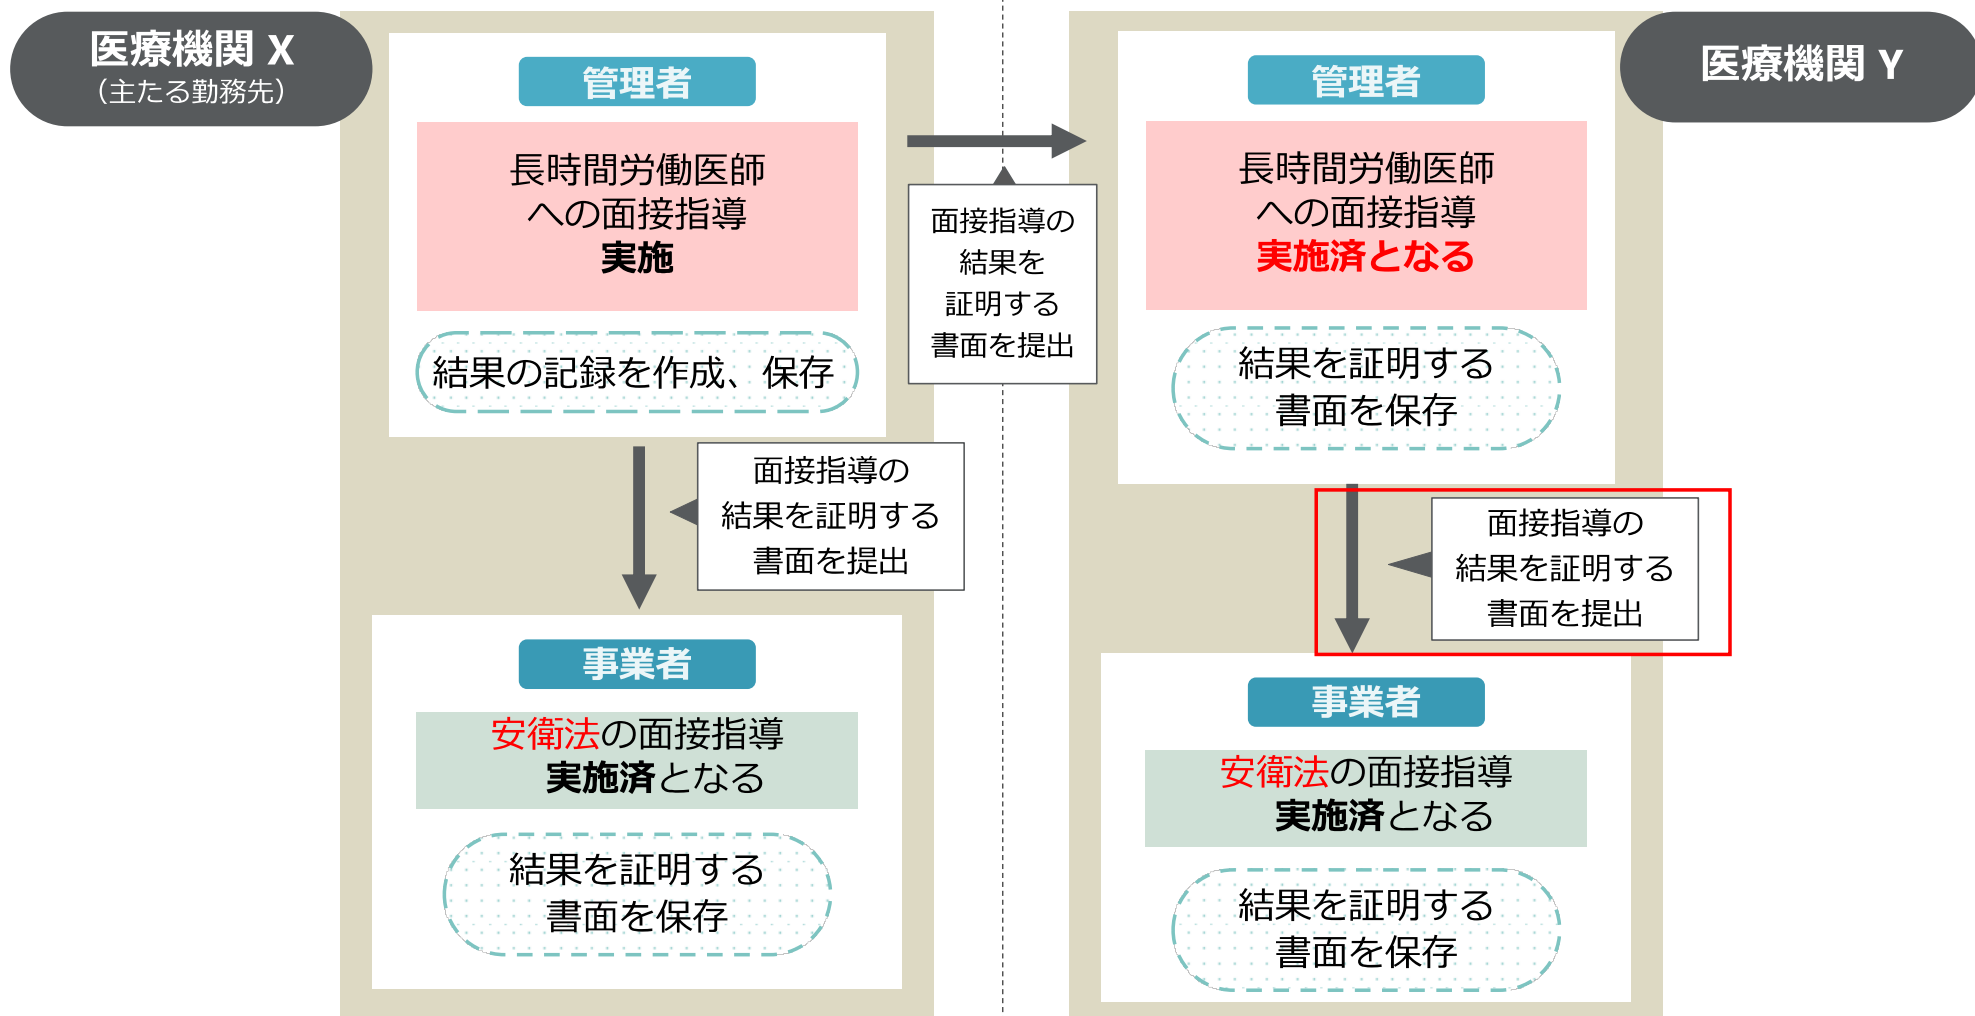 医療機関 X
（主たる勤務先）
管理者
長時間労働医師
への面接指導
実施
結果の記録を作成、保存
面接指導の
結果を証明する
書面を提出
事業者
安衛法の面接指導
実施済となる
結果を証明する
書面を保存
面接指導の
結果を
証明する
書面を提出
医療機関 Y
管理者
長時間労働医師
への面接指導
実施済となる
結果を証明する
書面を保存
面接指導の
結果を証明する
書面を提出
事業者
安衛法の面接指導
実施済となる
結果を証明する
書面を保存